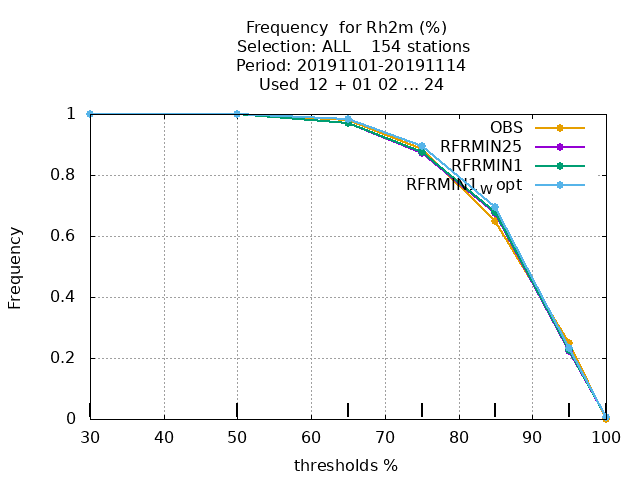 Frequency  for Rh2m (%)
Selection: ALL    154 stations
Period: 20191101-20191114
Used  12 + 01 02 ... 24
1
0.8
0.6
0.4
0.2
0
Frequency
OBS
RFRMIN25
RFRMIN1
RFRMIN1_w opt
30 40 50 60 70 80 90 100
thresholds %